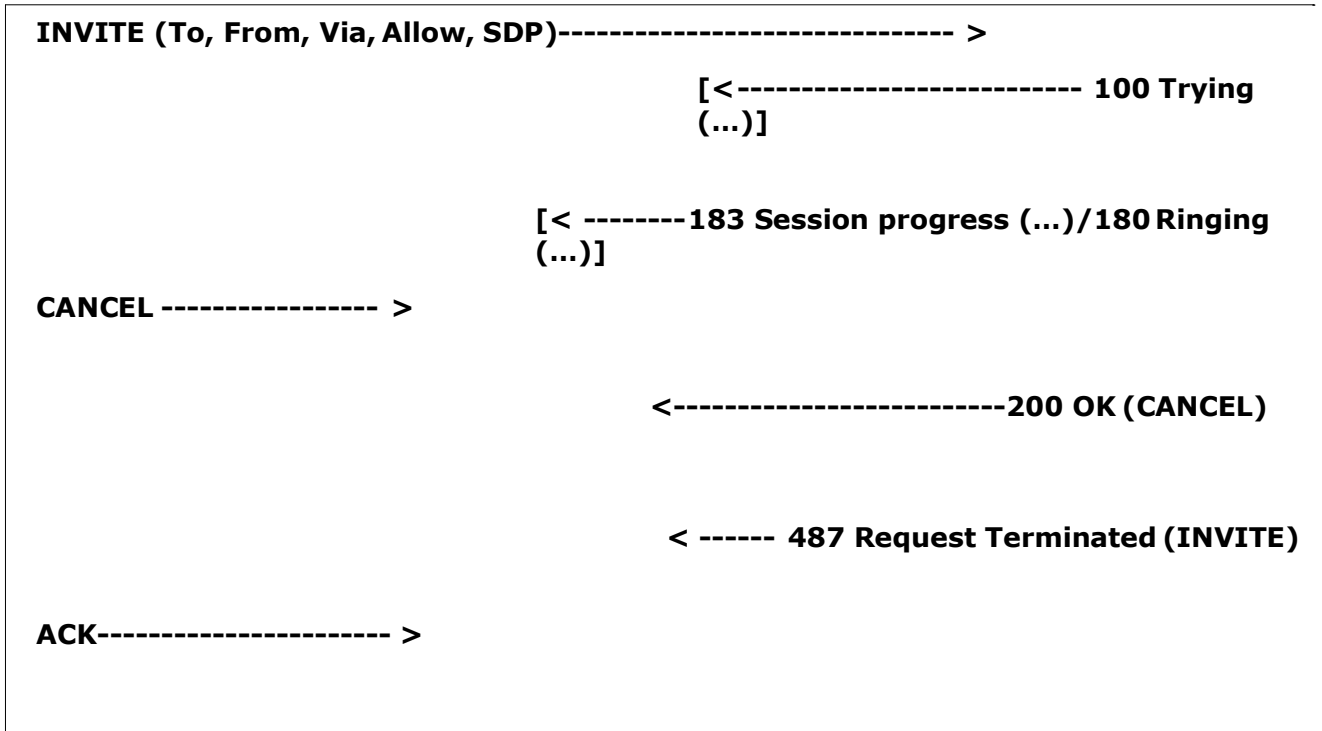 INVITE (To, From, Via, Allow, SDP)------------------------------- >
[<--------------------------- 100 Trying
(...)]
[< --------183 Session progress (...)/180 Ringing
(...)]
CANCEL ----------------- >
<--------------------------200 OK (CANCEL)
< ------ 487 Request Terminated (INVITE)
ACK----------------------- >